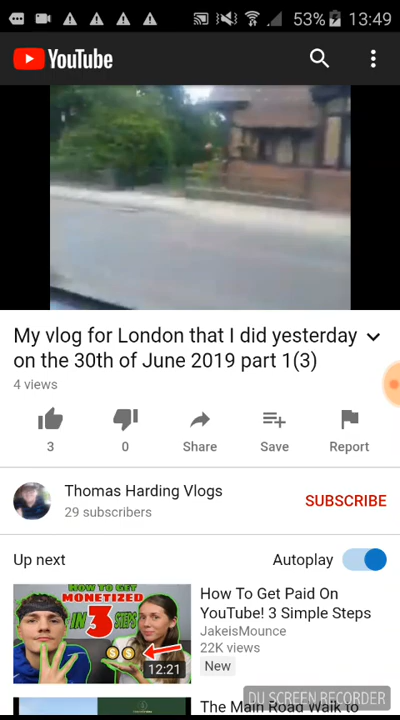 53% 13:49
YouTube
My vlog for London that I did yesterday
on the 30th of June 2019 part 1(3)
4 views
3 0 Share Save Report
Thomas Harding Vlogs
29 subscribers
SUBSCRIBE
Up next Autoplay
HOW TO GET
MONETIZED
IN 3 STEPS
12:21
How To Get Paid On
YouTube! 3 Simple Steps
JakeisMounce
22K views
New
The Main Road Walk to
DU SCREEN RECORDER